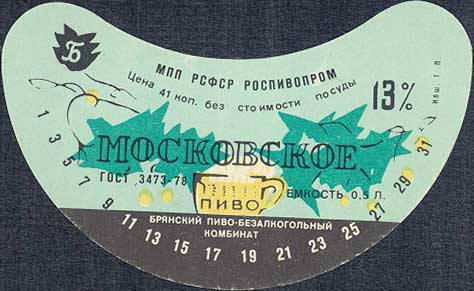 Б
МПП РСФСР РОСПИВОПРОМ
Цена 41 коп. без стоимости посуды
13%
МОСКОВСКОЕ
ГОСТ 3473-78
ПИВО
ЕМКОСТЬ 0,5 Л.
БРЯНСКИЙ ПИВО-БЕЗАЛКОГОЛЬНЫЙ
КОМБИНАТ
1 3 5 7 9 11 13 15 17 19 21 23 25 27 29 31